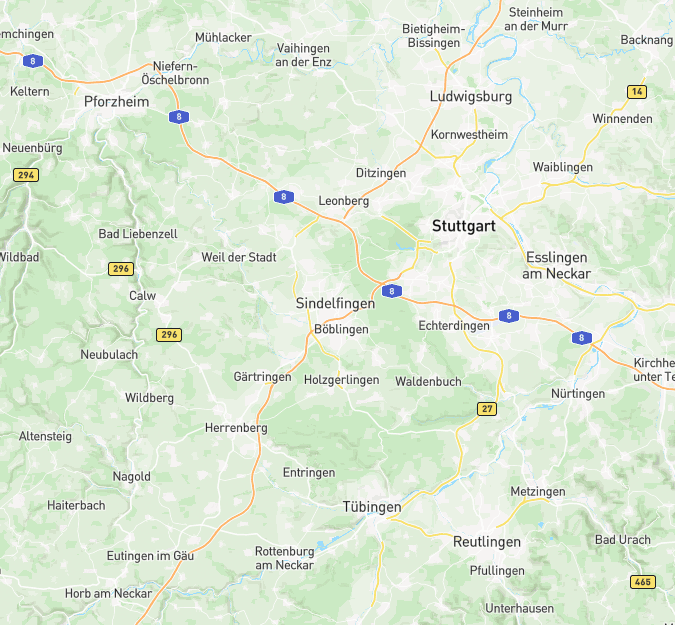 Steinheim
an der Murr
Bietigheim-
Bissingen
emchingen
Mühlacker
Backnang
Vaihingen
an der Enz
8
Niefern-
Öschelbronn
Keltern
Pforzheim
Ludwigsburg
14
Winnenden
8
Kornwestheim
Neuenbürg
Waiblingen
294
Ditzingen
8
Leonberg
Stuttgart
Bad Liebenzell
Wildbad
Weil der Stadt
Esslingen
am Neckar
296
Calw
8
Sindelfingen
8
Echterdingen
Böblingen
296
8
Neubulach
Kirchhe
unter Te
Gärtringen
Holzgerlingen
Waldenbuch
Nürtingen
Wildberg
27
Herrenberg
Altensteig
Entringen
Nagold
Metzingen
Haiterbach
Tübingen
Bad Urach
Reutlingen
Eutingen im Gäu
Rottenburg
am Neckar
Pfullingen
465
Horb am Neckar
Unterhausen